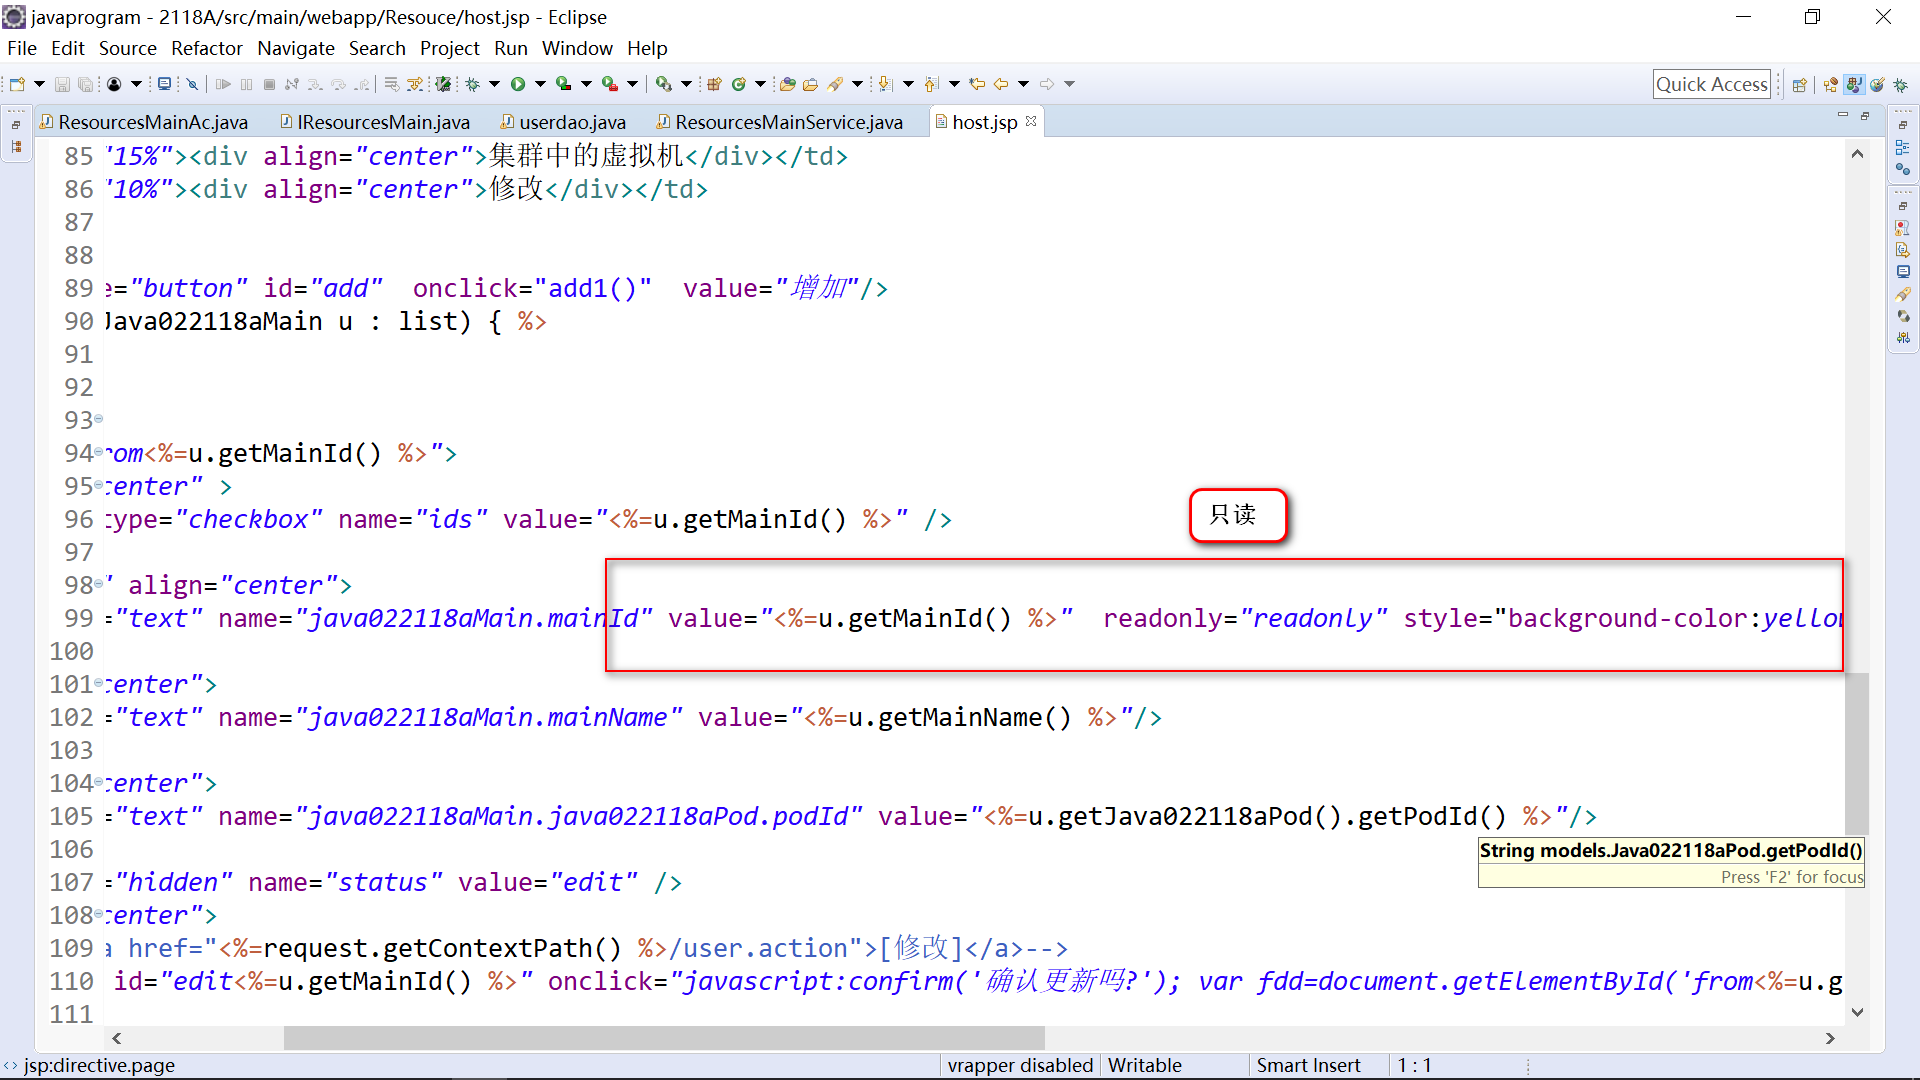 javaprogram - 2118A/src/main/webapp/Resouce/host.jsp - Eclipse
File Edit Source Refactor Navigate Search Project Run Window Help
Quick Access
ResourcesMainAc.java IResourcesMain.java userdao.java ResourcesMainService.java host.jsp
85 "15%"><div align="center">集群中的虚拟机</div></td>
86 "10%"><div align="center">修改</div></td>
87
88
89 e="button" id="add"  onclick="add1()"  value="增加"/>
90 Java022118aMain u : list) { %>
91
92
93
94 rom<%=u.getMainId() %>">
95 center" >
96 type="checkbox" name="ids" value="<%=u.getMainId() %>" />
只读
97
98 " align="center">
99 ="text" name="java022118aMain.mainId" value="<%=u.getMainId() %>"  readonly="readonly" style="background-color:yellow
100
101 center">
102 ="text" name="java022118aMain.mainName" value="<%=u.getMainName() %>"/>
103
104 center">
105 ="text" name="java022118aMain.java022118aPod.podId" value="<%=u.getJava022118aPod().getPodId() %>"/>
106
String models.Java022118aPod.getPodId()
Press 'F2' for focus
107 ="hidden" name="status" value="edit" />
108 center">
109 a href="<%=request.getContextPath() %>/user.action">[修改]</a>-->
110 id="edit<%=u.getMainId() %>" onclick="javascript:confirm('确认更新吗?'); var fdd=document.getElementById('from<%=u.g
111
jsp:directive.page
vrapper disabled
Writable
Smart Insert
1 : 1